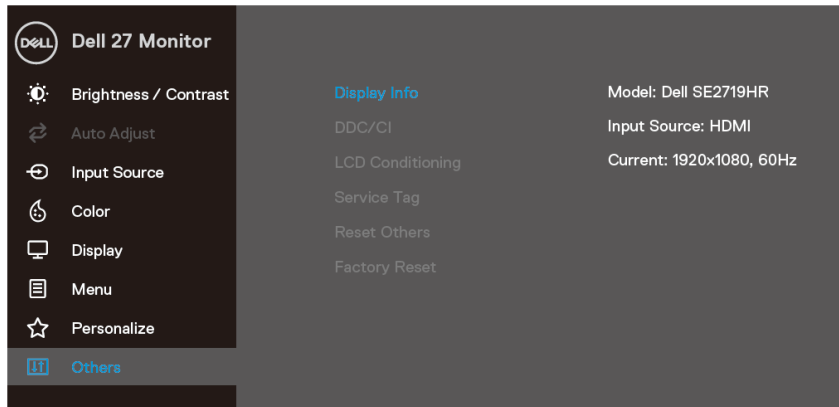 DELL Dell 27 Monitor
Brightness / Contrast
Auto Adjust
Input Source
Color
Display
Menu
Personalize
Others
Display Info
DDC/CI
LCD Conditioning
Service Tag
Reset Others
Factory Reset
Model: Dell SE2719HR
Input Source: HDMI
Current: 1920x1080, 60Hz